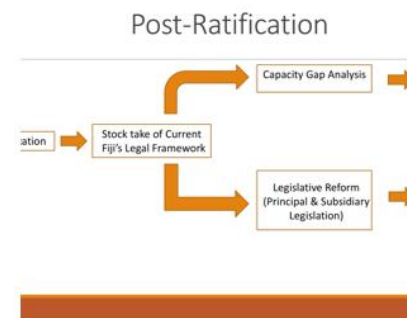 Post-Ratification
Capacity Gap Analysis
ation
Stock take of Current
Fiji's Legal Framework
Legislative Reform
(Principal & Subsidiary
Legislation)